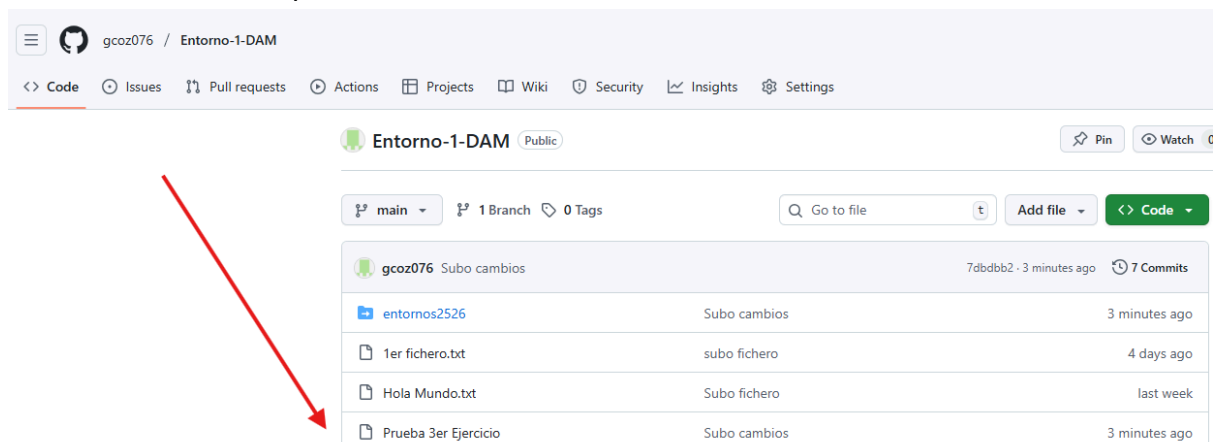 gcoz076 / Entorno-1-DAM
<> Code Issues Pull requests Actions Projects Wiki Security Insights Settings
Entorno-1-DAM Public Pin Watch 0
main 1 Branch 0 Tags Go to file t Add file <> Code
gcoz076 Subo cambios 7dbdbb2 · 3 minutes ago 7 Commits
entornos2526 Subo cambios 3 minutes ago
1er fichero.txt subo fichero 4 days ago
Hola Mundo.txt Subo fichero last week
Prueba 3er Ejercicio Subo cambios 3 minutes ago